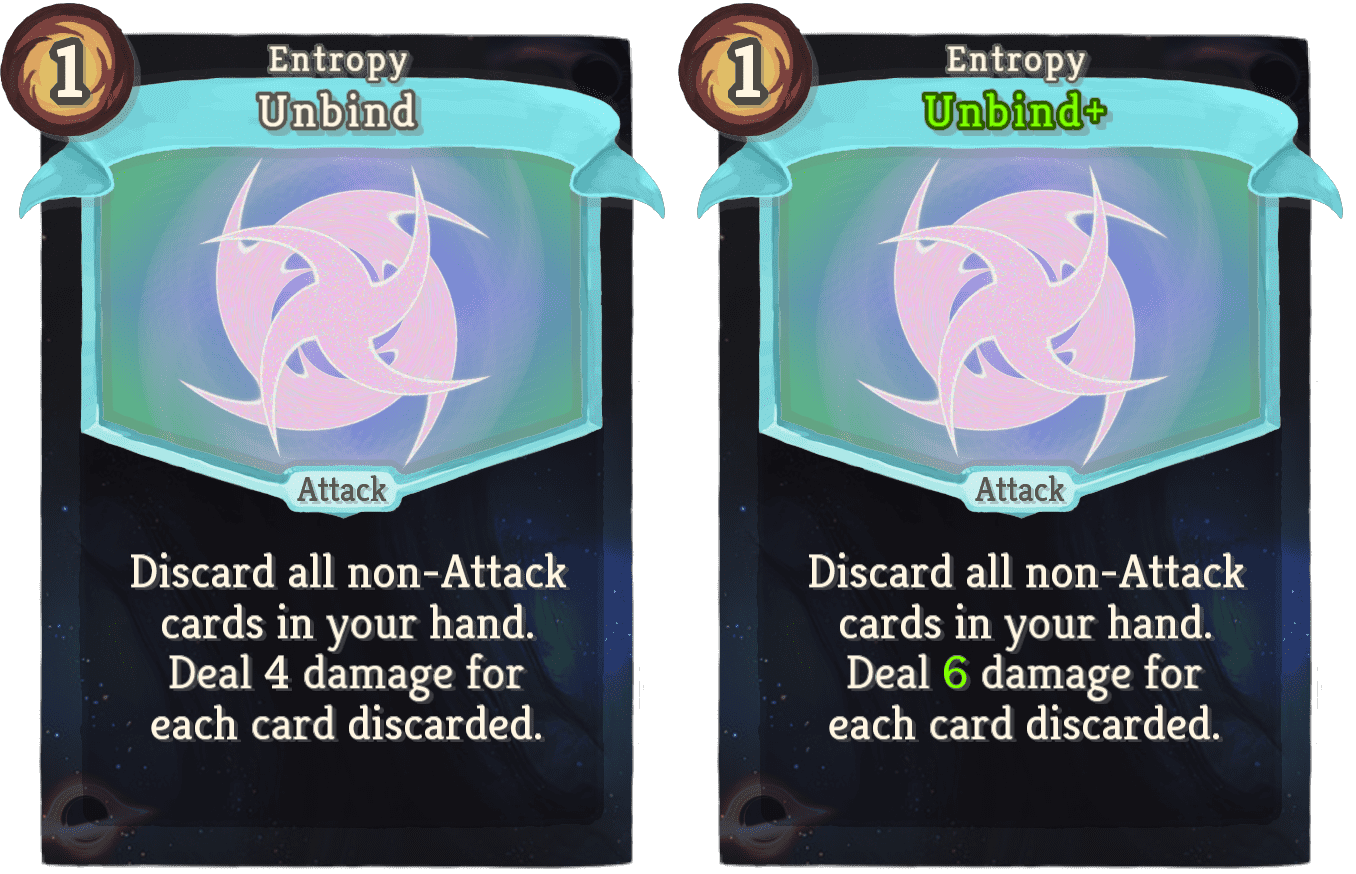 1
Entropy
Unbind
Attack
Discard all non-Attack
cards in your hand.
Deal 4 damage for
each card discarded.
1
Entropy
Unbind+
Attack
Discard all non-Attack
cards in your hand.
Deal 6 damage for
each card discarded.